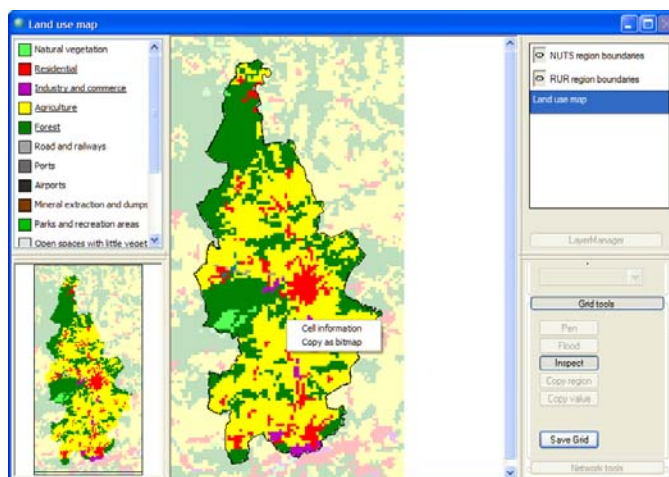 Land use map
Natural vegetation
Residential
Industry and commerce
Agriculture
Forest
Road and railways
Ports
Airports
Mineral extraction and dumps
Parks and recreation areas
Open spaces with little veget
Cell information
Copy as bitmap
NUTS region boundaries
RUR region boundaries
Land use map
LayerManager
Grid tools
Pen
Flood
Inspect
Copy region
Copy value
Save Grid
Network tools